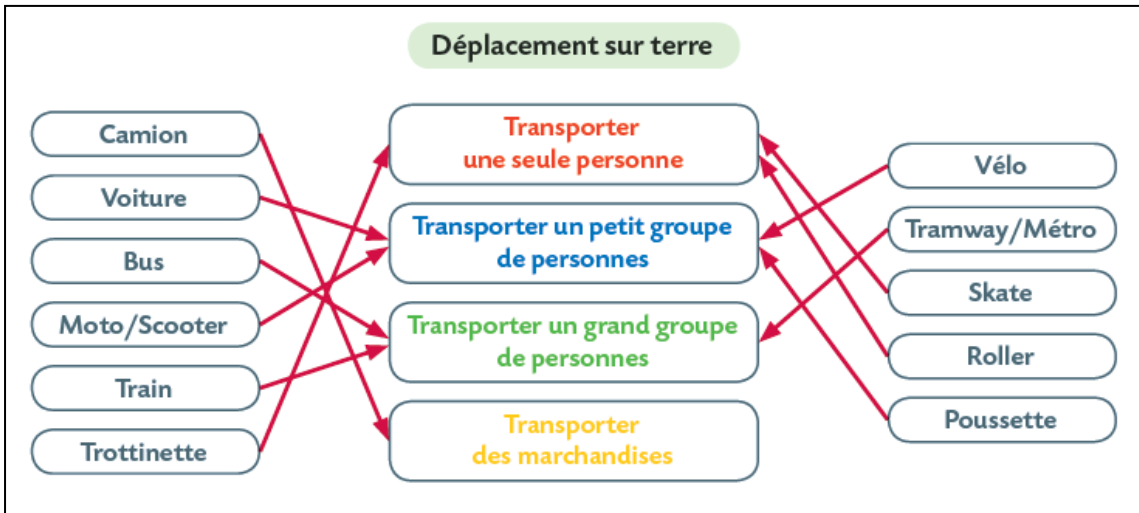 Déplacement sur terre
Camion
Voiture
Bus
Moto/Scooter
Train
Trottinette
Transporter
une seule personne
Transporter un petit groupe
de personnes
Transporter un grand groupe
de personnes
Transporter
des marchandises
Vélo
Tramway/Métro
Skate
Roller
Poussette